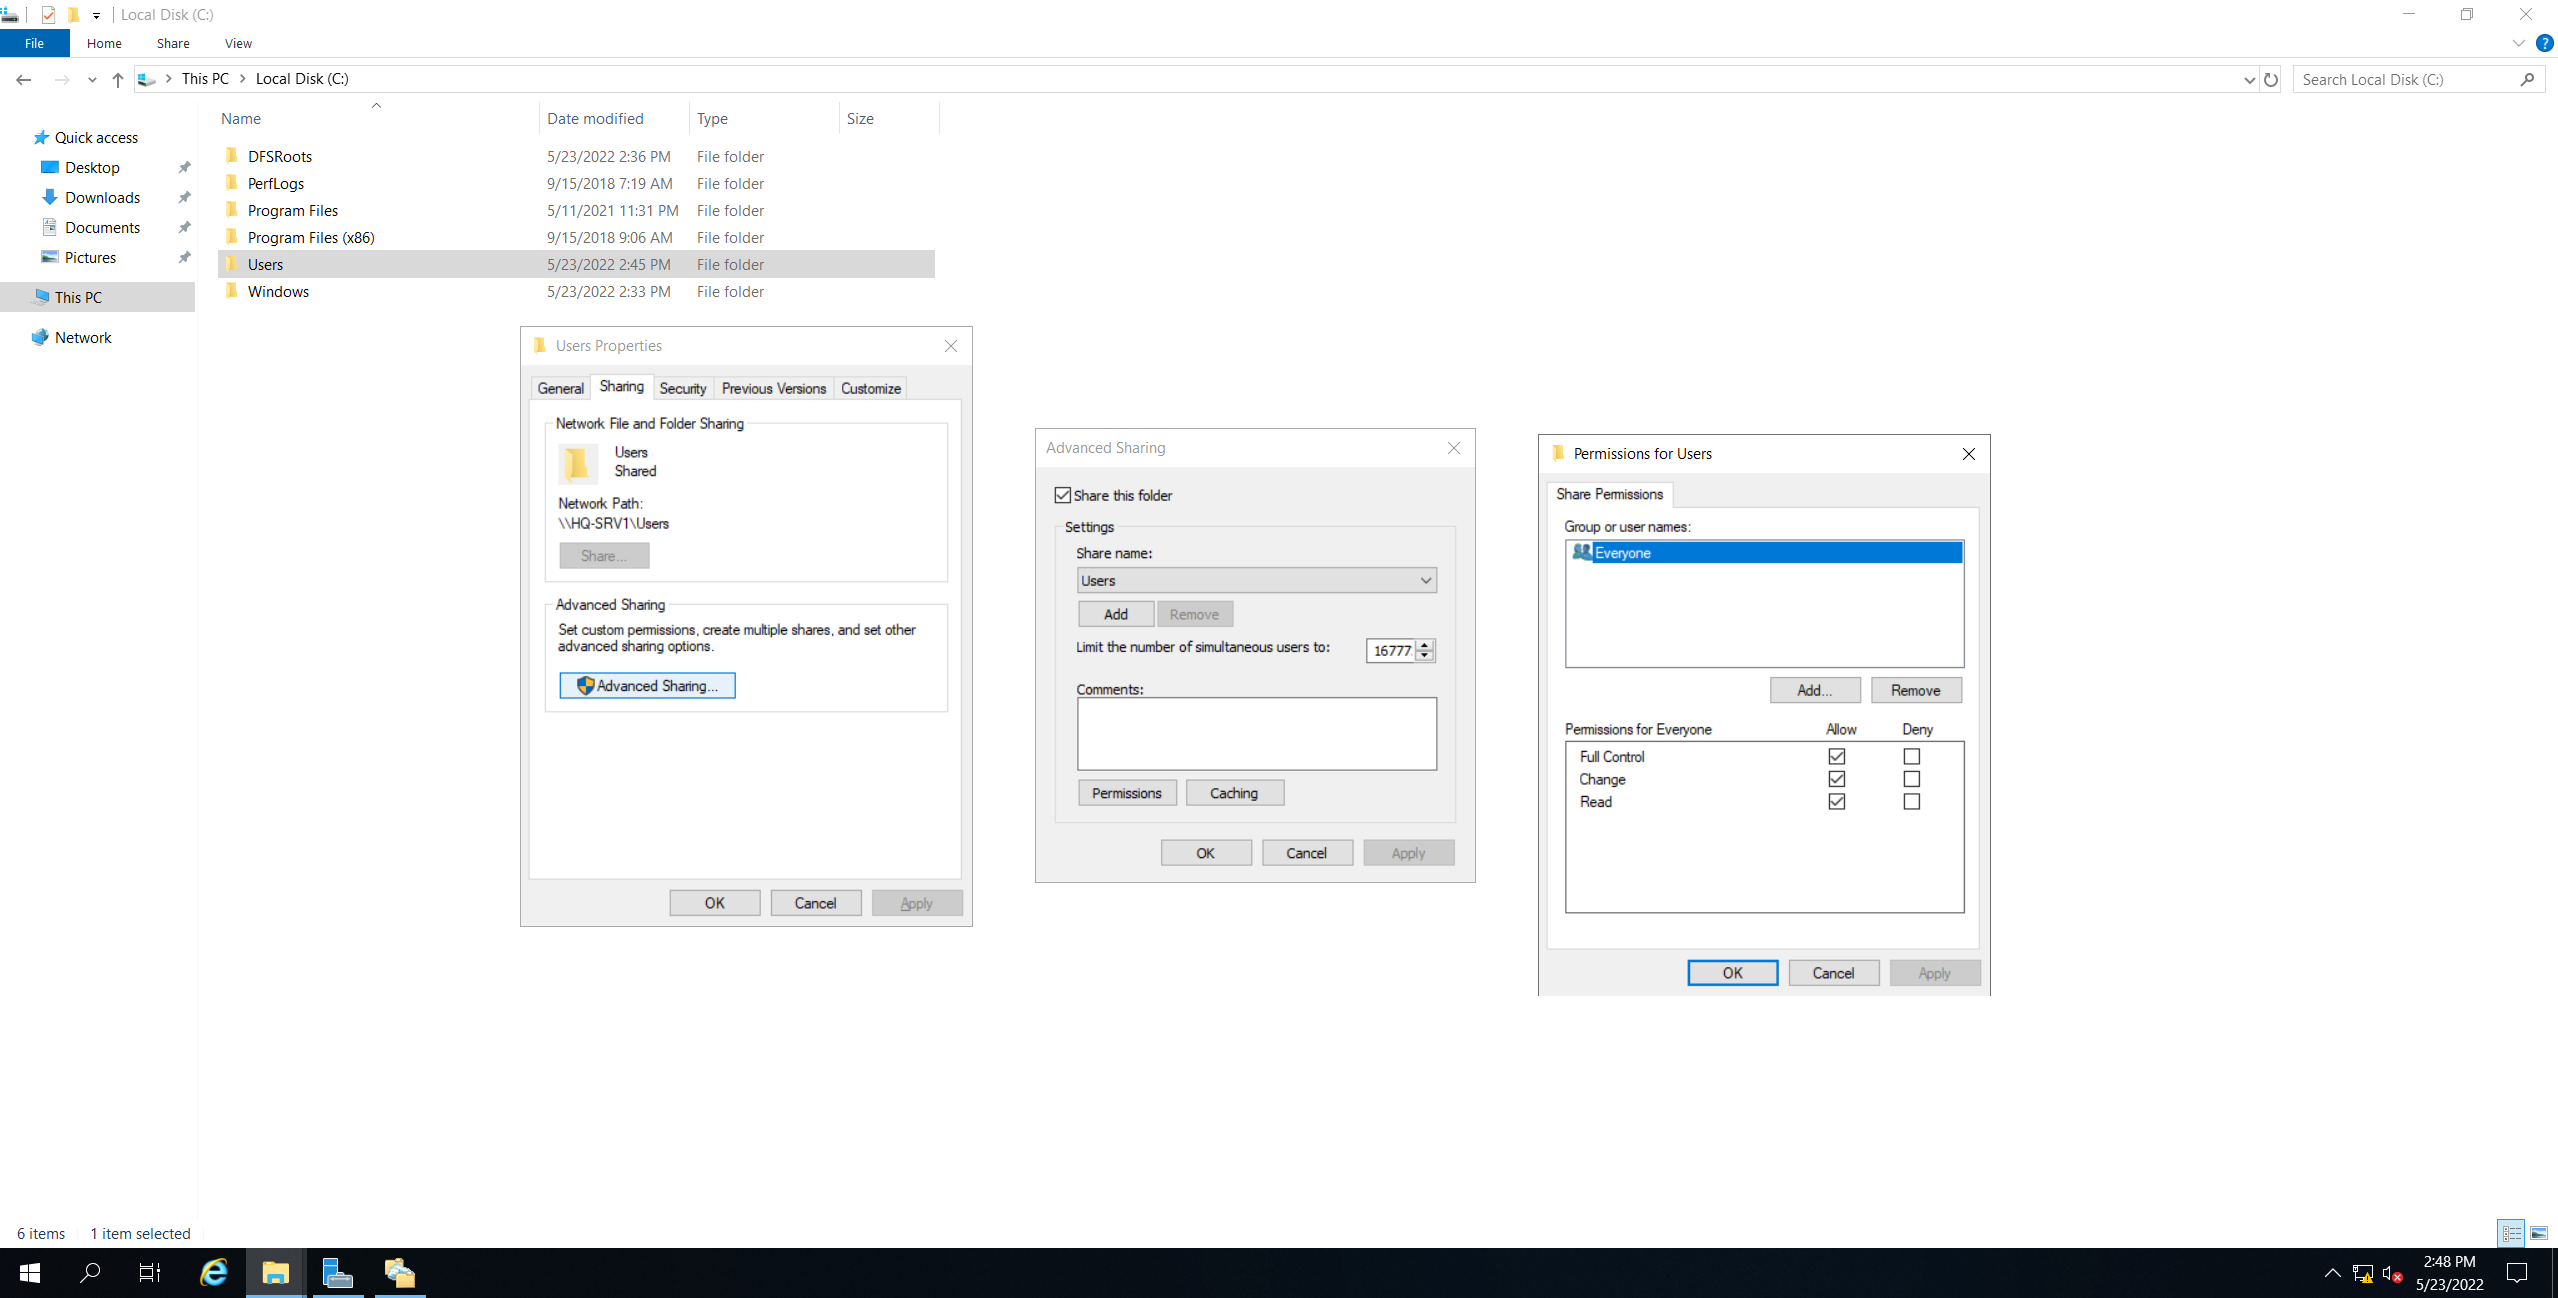 Local Disk (C:)
File Home Share View
This PC Local Disk (C:)
Search Local Disk (C:)
Name Date modified Type Size
Quick access
Desktop
Downloads
Documents
Pictures
This PC
Network
DFSRoots 5/23/2022 2:36 PM File folder
PerfLogs 9/15/2018 7:19 AM File folder
Program Files 5/11/2021 11:31 PM File folder
Program Files (x86) 9/15/2018 9:06 AM File folder
Users 5/23/2022 2:45 PM File folder
Windows 5/23/2022 2:33 PM File folder
Users Properties
General Sharing Security Previous Versions Customize
Network File and Folder Sharing
Users
Shared
Network Path:
\\HQ-SRV1\Users
Share...
Advanced Sharing
Set custom permissions, create multiple shares, and set other
advanced sharing options.
Advanced Sharing...
OK Cancel Apply
Advanced Sharing
Share this folder
Settings
Share name:
Users
Add Remove
Limit the number of simultaneous users to: 16777
Comments:
Permissions Caching
OK Cancel Apply
Permissions for Users
Share Permissions
Group or user names:
Everyone
Add... Remove
Permissions for Everyone Allow Deny
Full Control
Change
Read
OK Cancel Apply
6 items 1 item selected
2:48 PM
5/23/2022